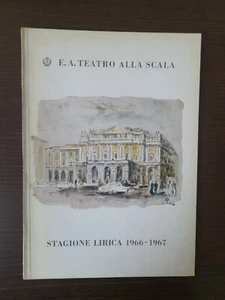 E. A. TEATRO ALLA SCALA
STAGIONE LIRICA 1966-1967